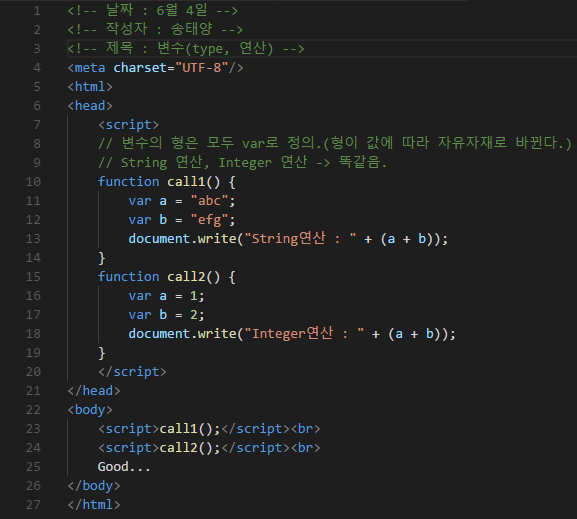 1 <!-- 날짜 : 6월 4일 -->
2 <!-- 작성자 : 송태양 -->
3 <!-- 제목 : 변수(type, 연산) -->
4 <meta charset="UTF-8"/>
5 <html>
6 <head>
7 <script>
8 // 변수의 형은 모두 var로 정의.(형이 값에 따라 자유자재로 바뀐다.)
9 // String 연산, Integer 연산 -> 똑같음.
10 function call1() {
11 var a = "abc";
12 var b = "efg";
13 document.write("String연산 : " + (a + b));
14 }
15 function call2() {
16 var a = 1;
17 var b = 2;
18 document.write("Integer연산 : " + (a + b));
19 }
20 </script>
21 </head>
22 <body>
23 <script>call1();</script><br>
24 <script>call2();</script><br>
25 Good...
26 </body>
27 </html>